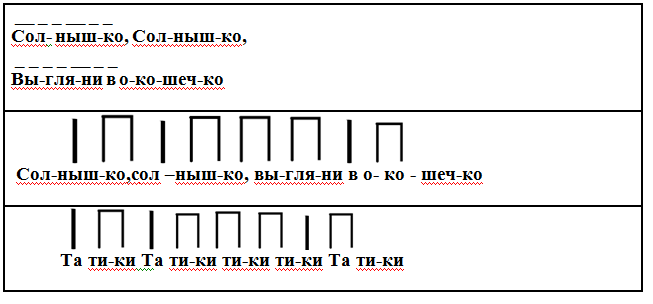 Сол- ныш-ко, Сол-ныш-ко,
Вы-гля-ни в о-ко-шеч-ко
Сол-ныш-ко,сол –ныш-ко, вы-гля-ни в о- ко - шеч-ко
Та ти-ки Та ти-ки ти-ки ти-ки Та ти-ки